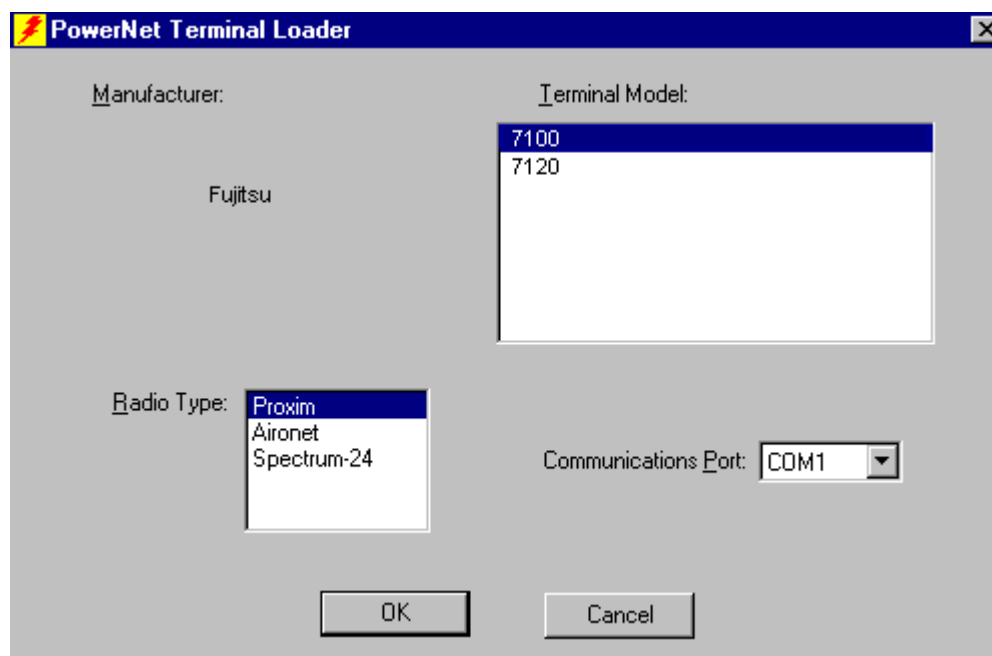 PowerNet Terminal Loader
Manufacturer:
Terminal Model:
7100
7120
Fujitsu
Radio Type:
Proxim
Aironet
Spectrum-24
Communications Port:
COM1
OK
Cancel